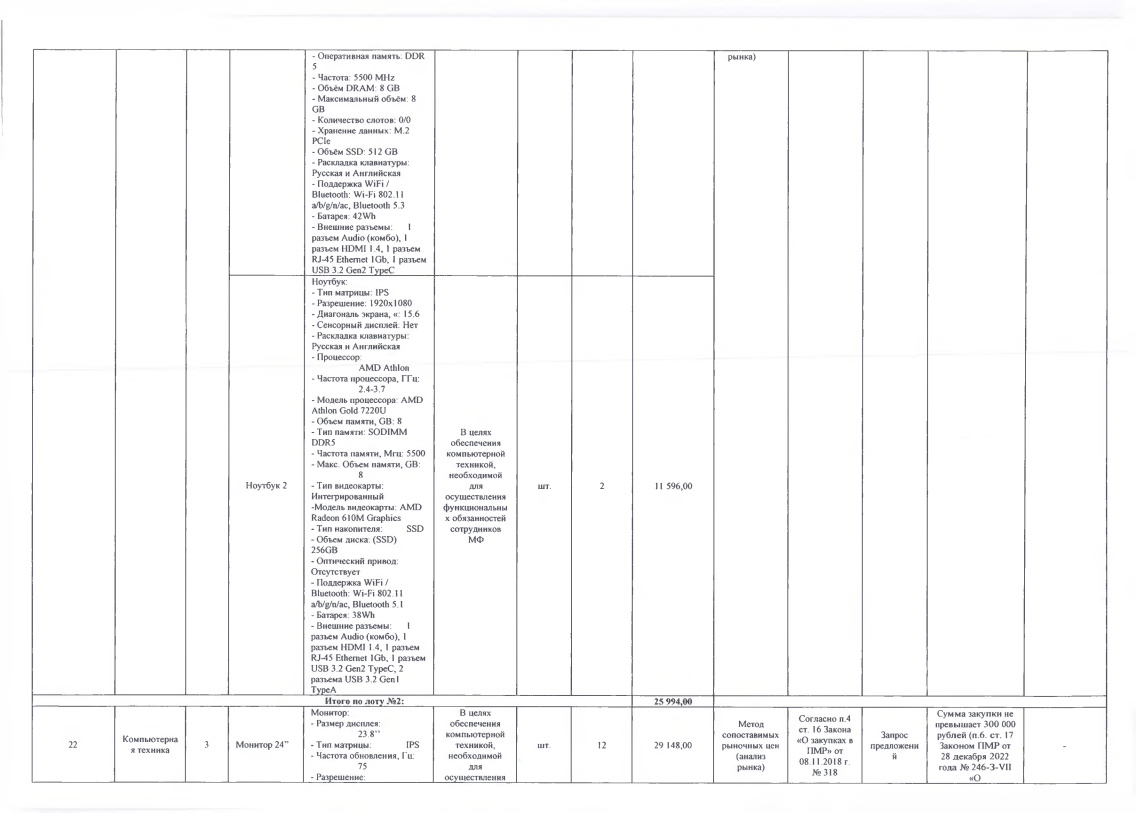 - Оперативная память: DDR
5
- Частота: 5500 MHz
- Объём DRAM: 8 GB
- Максимальный объём: 8
GB
- Количество слотов: 0/0
- Хранение данных: M.2
PCIe
- Объём SSD: 512 GB
- Раскладка клавиатуры:
Русская и Английская
- Поддержка WiFi /
Bluetooth: Wi-Fi 802.11
a/b/g/n/ac, Bluetooth 5.3
- Батарея: 42Wh
- Внешние разъемы: 1
разъем Audio (комбо), 1
разъем HDMI 1.4, 1 разъем
RJ-45 Ethernet 1Gb, 1 разъем
USB 3.2 Gen2 TypeC
рынка)
Ноутбук 2
Ноутбук:
- Тип матрицы: IPS
- Разрешение: 1920x1080
- Диагональ экрана, «: 15.6
- Сенсорный дисплей: Нет
- Раскладка клавиатуры:
Русская и Английская
- Процессор:
AMD Athlon
- Частота процессора, ГГц:
2.4-3.7
- Модель процессора: AMD
Athlon Gold 7220U
- Объем памяти, GB: 8
- Тип памяти: SODIMM
DDR5
- Частота памяти, Мгц: 5500
- Макс. Объем памяти, GB:
8
- Тип видеокарты:
Интегрированный
-Модель видеокарты: AMD
Radeon 610M Graphics
- Тип накопителя: SSD
- Объем диска: (SSD)
256GB
- Оптический привод:
Отсутствует
- Поддержка WiFi /
Bluetooth: Wi-Fi 802.11
a/b/g/n/ac, Bluetooth 5.1
- Батарея: 38Wh
- Внешние разъемы: 1
разъем Audio (комбо), 1
разъем HDMI 1.4, 1 разъем
RJ-45 Ethernet 1Gb, 1 разъем
USB 3.2 Gen2 TypeC, 2
разъема USB 3.2 Gen1
TypeA
В целях
обеспечения
компьютерной
техникой,
необходимой
для
осуществления
функциональны
х обязанностей
сотрудников
МФ
шт.
2
11 596,00
Итого по лоту №2:
25 994,00
22
Компьютерна
я техника
3
Монитор 24”
Монитор:
- Размер дисплея:
23.8‘‘
- Тип матрицы: IPS
- Частота обновления, Гц:
75
- Разрешение:
В целях
обеспечения
компьютерной
техникой,
необходимой
для
осуществления
шт.
12
29 148,00
Метод
сопоставимых
рыночных цен
(анализ
рынка)
Согласно п.4
ст. 16 Закона
«О закупках в
ПМР» от
08.11.2018 г.
№ 318
Запрос
предложени
й
Сумма закупки не
превышает 300 000
рублей (п.6. ст. 17
Законом ПМР от
28 декабря 2022
года № 246-З-VII
«О
-